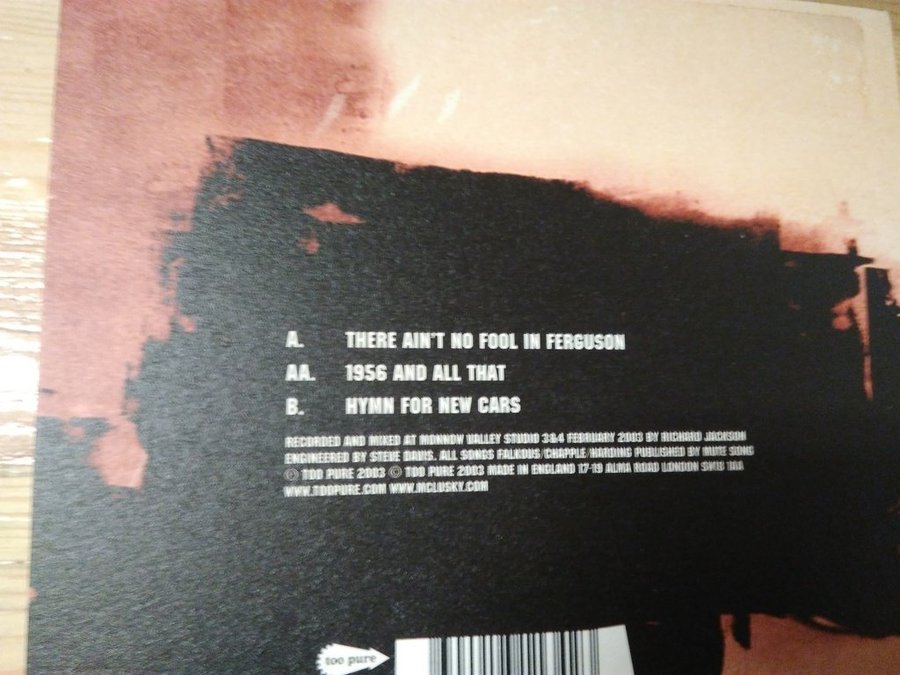 A. THERE AIN'T NO FOOL IN FERGUSON
AA. 1956 AND ALL THAT
B. HYMN FOR NEW CARS
RECORDED AND MIXED AT MONNOW VALLEY STUDIO 3&4 FEBRUARY 2003 BY RICHARD JACKSON
ENGINEERED BY STEVE DAVIS. ALL SONGS FALKOUS/CHAPPLE/HARDING PUBLISHED BY MUTE SONG
℗ TOO PURE 2003 © TOO PURE 2003 MADE IN ENGLAND 17-19 ALMA ROAD LONDON SW18 1AA
WWW.TOOPURE.COM WWW.MCLUSKY.COM
too pure